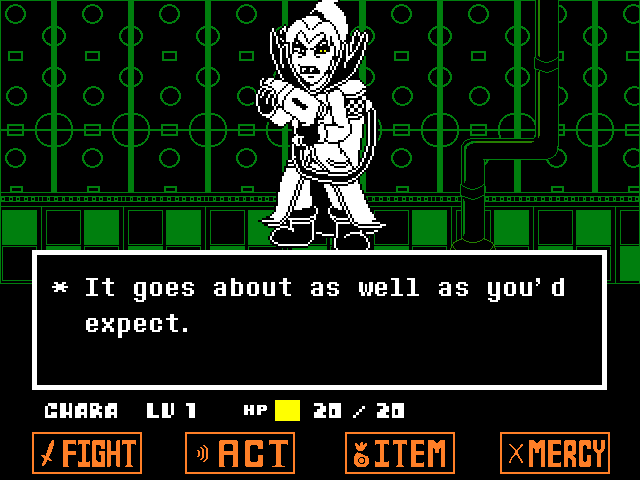 * It goes about as well as you'd
expect.
CHARA LV 1 HP 20 / 20
FIGHT ACT ITEM MERCY